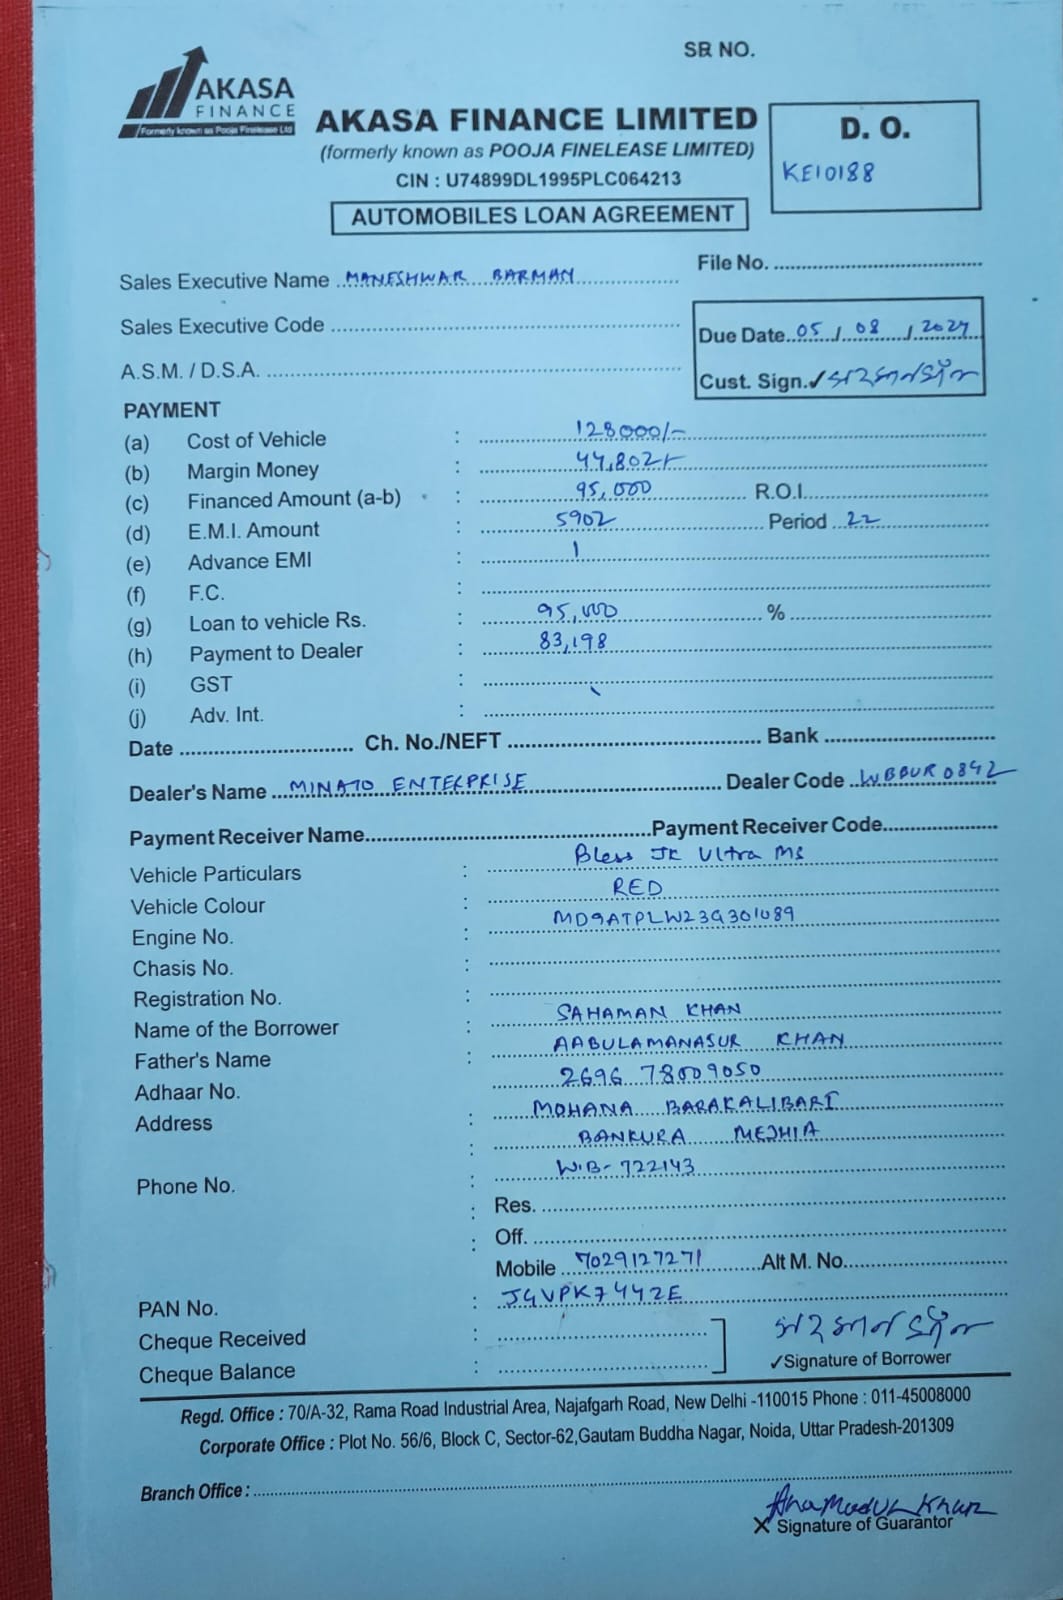 SR NO.
AKASA
FINANCE
Formerly known as Pooja Finelease Ltd
AKASA FINANCE LIMITED
(formerly known as POOJA FINELEASE LIMITED)
CIN : U74899DL1995PLC064213
AUTOMOBILES LOAN AGREEMENT
D. O.
KE10188
File No.
Sales Executive Name MANESHWAR BARMAN
Sales Executive Code
A.S.M. / D.S.A.
Due Date 05 / 08 / 2024
Cust. Sign.✓
PAYMENT
(a) Cost of Vehicle : 128000/-
(b) Margin Money : 44,802/-
(c) Financed Amount (a-b) : 95,000 R.O.I.
(d) E.M.I. Amount : 5902 Period 22
(e) Advance EMI : 1
(f) F.C. :
(g) Loan to vehicle Rs. : 95,000 %
(h) Payment to Dealer : 83,198
(i) GST :
(j) Adv. Int. :
Date Ch. No./NEFT Bank
Dealer's Name MINATO ENTERPRISE Dealer Code WBBUR0842
Payment Receiver Name Payment Receiver Code
Vehicle Particulars : Bless JK Ultra MS
Vehicle Colour : RED
Engine No. : MD9ATPLW23G301089
Chasis No. :
Registration No. :
Name of the Borrower : SAHAMAN KHAN
Father's Name : AABULAMANASUR KHAN
Adhaar No. : 2696 78009050
Address : MOHANA BARAKALIBARI
: BANKURA MEJHIA
: W.B- 722143
Phone No.
: Res.
: Off.
Mobile 7029127271 Alt M. No.
PAN No. : JGVPK7442E
Cheque Received :
Cheque Balance :
✓Signature of Borrower
Regd. Office : 70/A-32, Rama Road Industrial Area, Najafgarh Road, New Delhi -110015 Phone : 011-45008000
Corporate Office : Plot No. 56/6, Block C, Sector-62,Gautam Buddha Nagar, Noida, Uttar Pradesh-201309
Branch Office :
Khan
X Signature of Guarantor